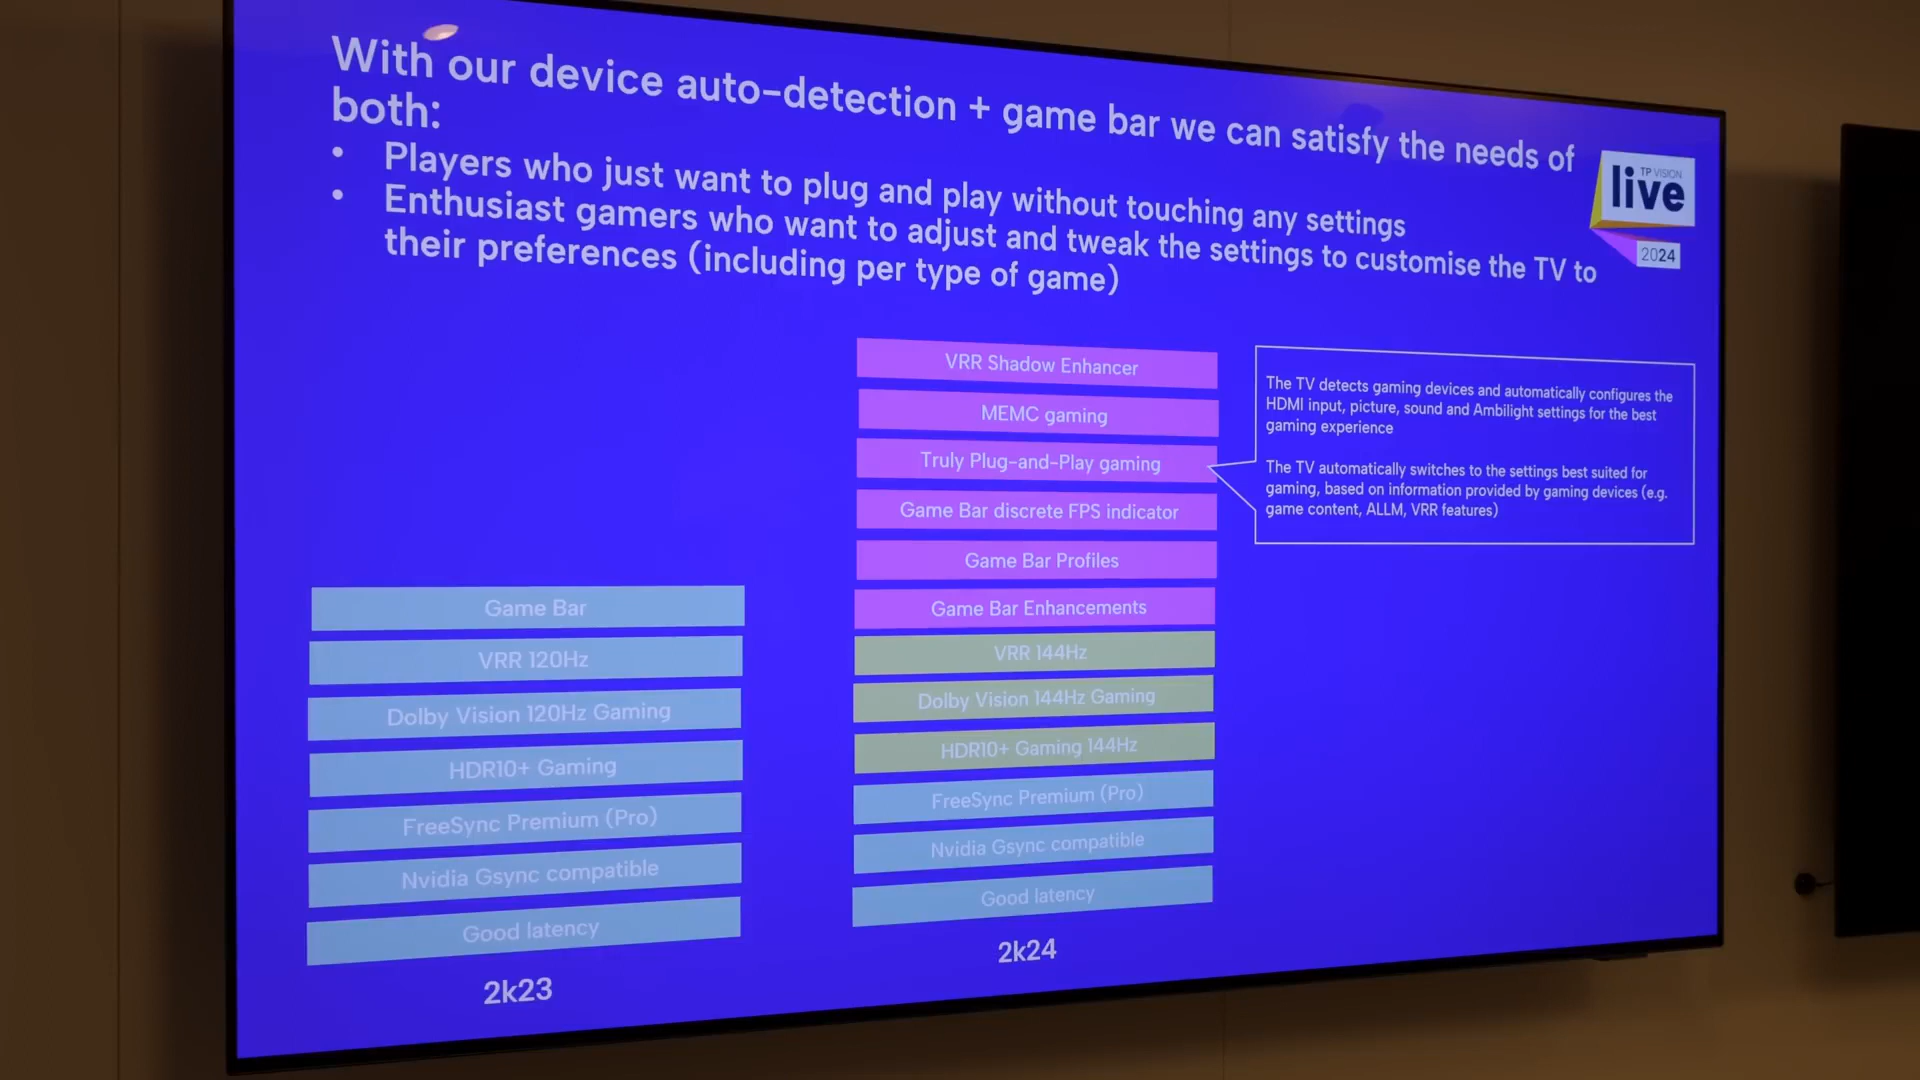 With our device auto-detection + game bar we can satisfy the needs of
both:
• Players who just want to plug and play without touching any settings
• Enthusiast gamers who want to adjust and tweak the settings to customise the TV to
their preferences (including per type of game)
TP VISION
live
2024
VRR Shadow Enhancer
MEMC gaming
Truly Plug-and-Play gaming
Game Bar discrete FPS indicator
Game Bar Profiles
Game Bar Enhancements
VRR 144Hz
Dolby Vision 144Hz Gaming
HDR10+ Gaming 144Hz
FreeSync Premium (Pro)
Nvidia Gsync compatible
Good latency
2k24
The TV detects gaming devices and automatically configures the
HDMI input, picture, sound and Ambilight settings for the best
gaming experience
The TV automatically switches to the settings best suited for
gaming, based on information provided by gaming devices (e.g.
game content, ALLM, VRR features)
Game Bar
VRR 120Hz
Dolby Vision 120Hz Gaming
HDR10+ Gaming
FreeSync Premium (Pro)
Nvidia Gsync compatible
Good latency
2k23